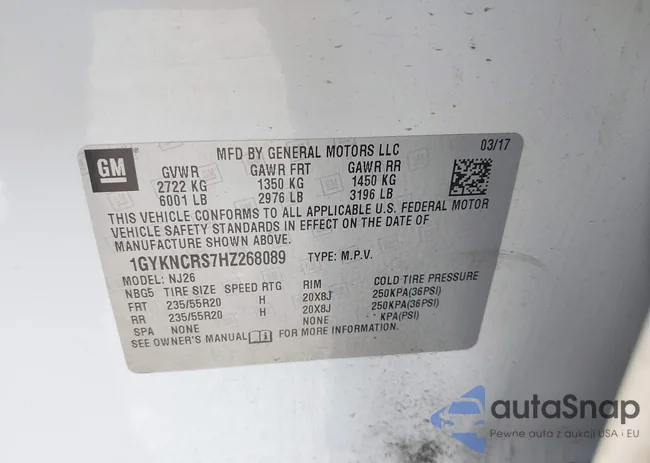 GM
MFD BY GENERAL MOTORS LLC 03/17
GVWR GAWR FRT GAWR RR
2722 KG 1350 KG 1450 KG
6001 LB 2976 LB 3196 LB
THIS VEHICLE CONFORMS TO ALL APPLICABLE U.S. FEDERAL MOTOR
VEHICLE SAFETY STANDARDS IN EFFECT ON THE DATE OF
MANUFACTURE SHOWN ABOVE.
1GYKNCRS7HZ268089 TYPE: M.P.V.
MODEL: NJ26
NBG5 TIRE SIZE SPEED RTG RIM COLD TIRE PRESSURE
FRT 235/55R20 H 20X8J 250KPA(36PSI)
RR 235/55R20 H 20X8J 250KPA(36PSI)
SPA NONE NONE KPA(PSI)
SEE OWNER'S MANUAL FOR MORE INFORMATION.
autoSnap
Pewne auta z aukcji USA i EU